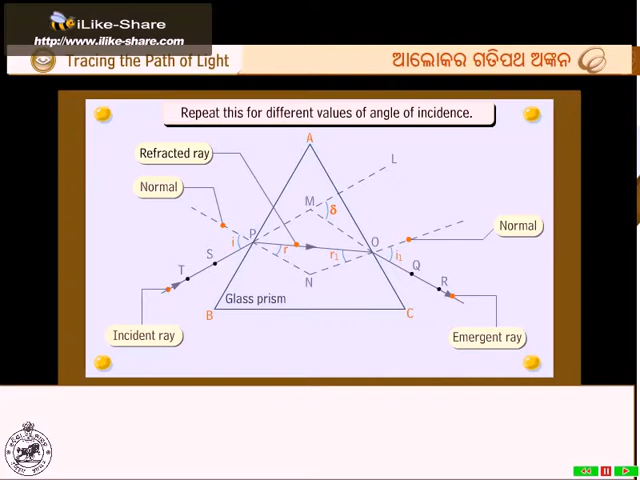 iLike-Share
http://www.ilike-share.com
Tracing the Path of Light
ଆଲୋକର ଗତିପଥ ଅଙ୍କନ
Repeat this for different values of angle of incidence.
A
Refracted ray
L
Normal
M
δ
P
O
Normal
i
r
r1
i1
S
T
N
Q
R
Glass prism
B
C
Incident ray
Emergent ray